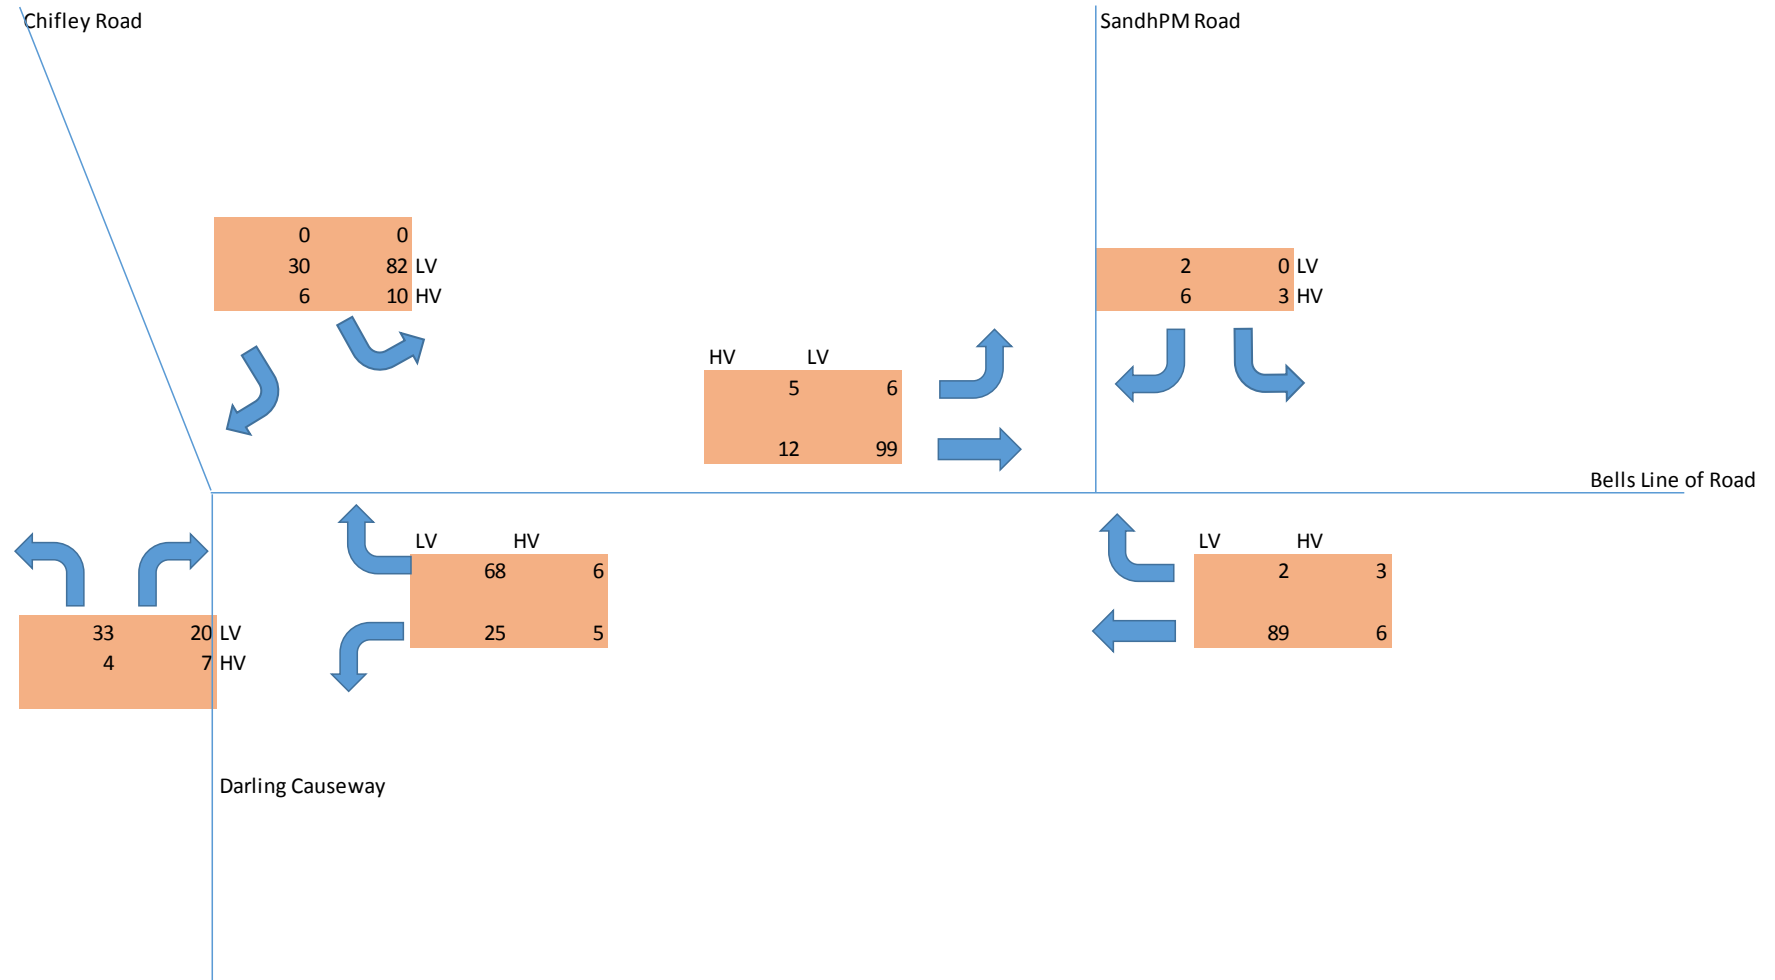 Chifley Road
SandhPM Road
0 0
30 82 LV
6 10 HV
2 0 LV
6 3 HV
HV LV
5 6
12 99
Bells Line of Road
LV HV
68 6
25 5
LV HV
2 3
89 6
33 20 LV
4 7 HV
Darling Causeway